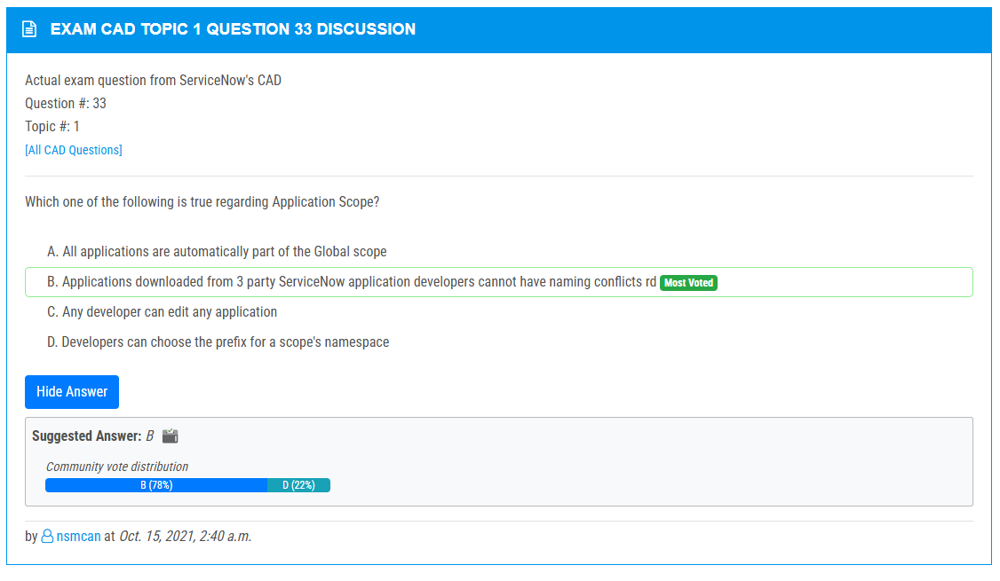 EXAM CAD TOPIC 1 QUESTION 33 DISCUSSION
Actual exam question from ServiceNow's CAD
Question #: 33
Topic #: 1
[All CAD Questions]
Which one of the following is true regarding Application Scope?
A. All applications are automatically part of the Global scope
B. Applications downloaded from 3 party ServiceNow application developers cannot have naming conflicts rd Most Voted
C. Any developer can edit any application
D. Developers can choose the prefix for a scope's namespace
Hide Answer
Suggested Answer: B
Community vote distribution
B (78%) D (22%)
by nsmcan at Oct. 15, 2021, 2:40 a.m.